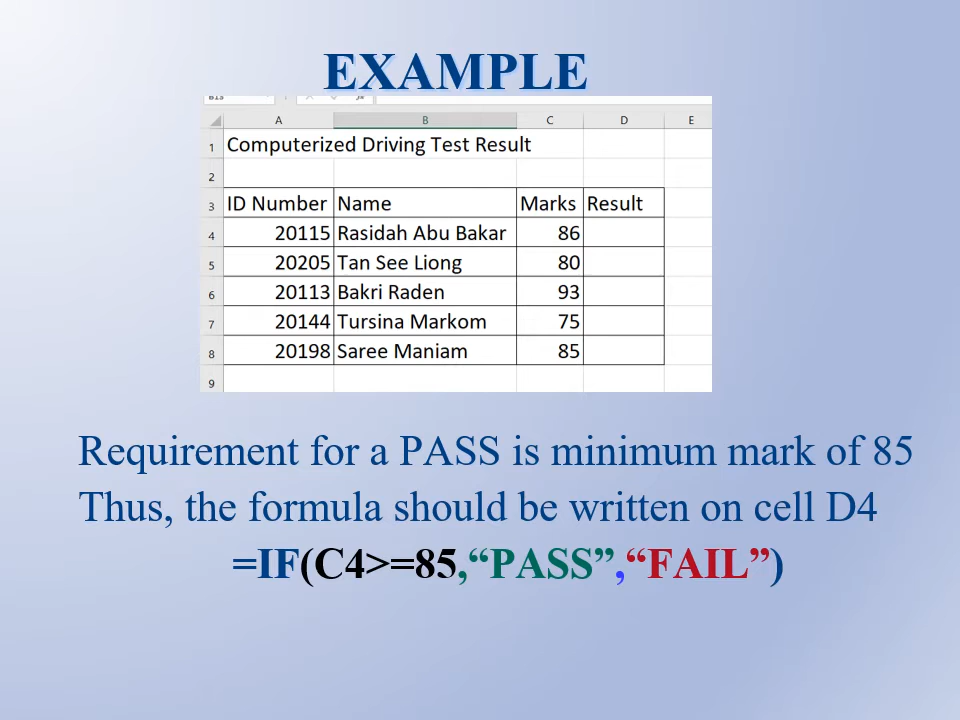 EXAMPLE
B15
A B C D E
1 Computerized Driving Test Result
2
3 ID Number Name Marks Result
4 20115 Rasidah Abu Bakar 86
5 20205 Tan See Liong 80
6 20113 Bakri Raden 93
7 20144 Tursina Markom 75
8 20198 Saree Maniam 85
9
Requirement for a PASS is minimum mark of 85
Thus, the formula should be written on cell D4
=IF(C4>=85,“PASS”,“FAIL”)